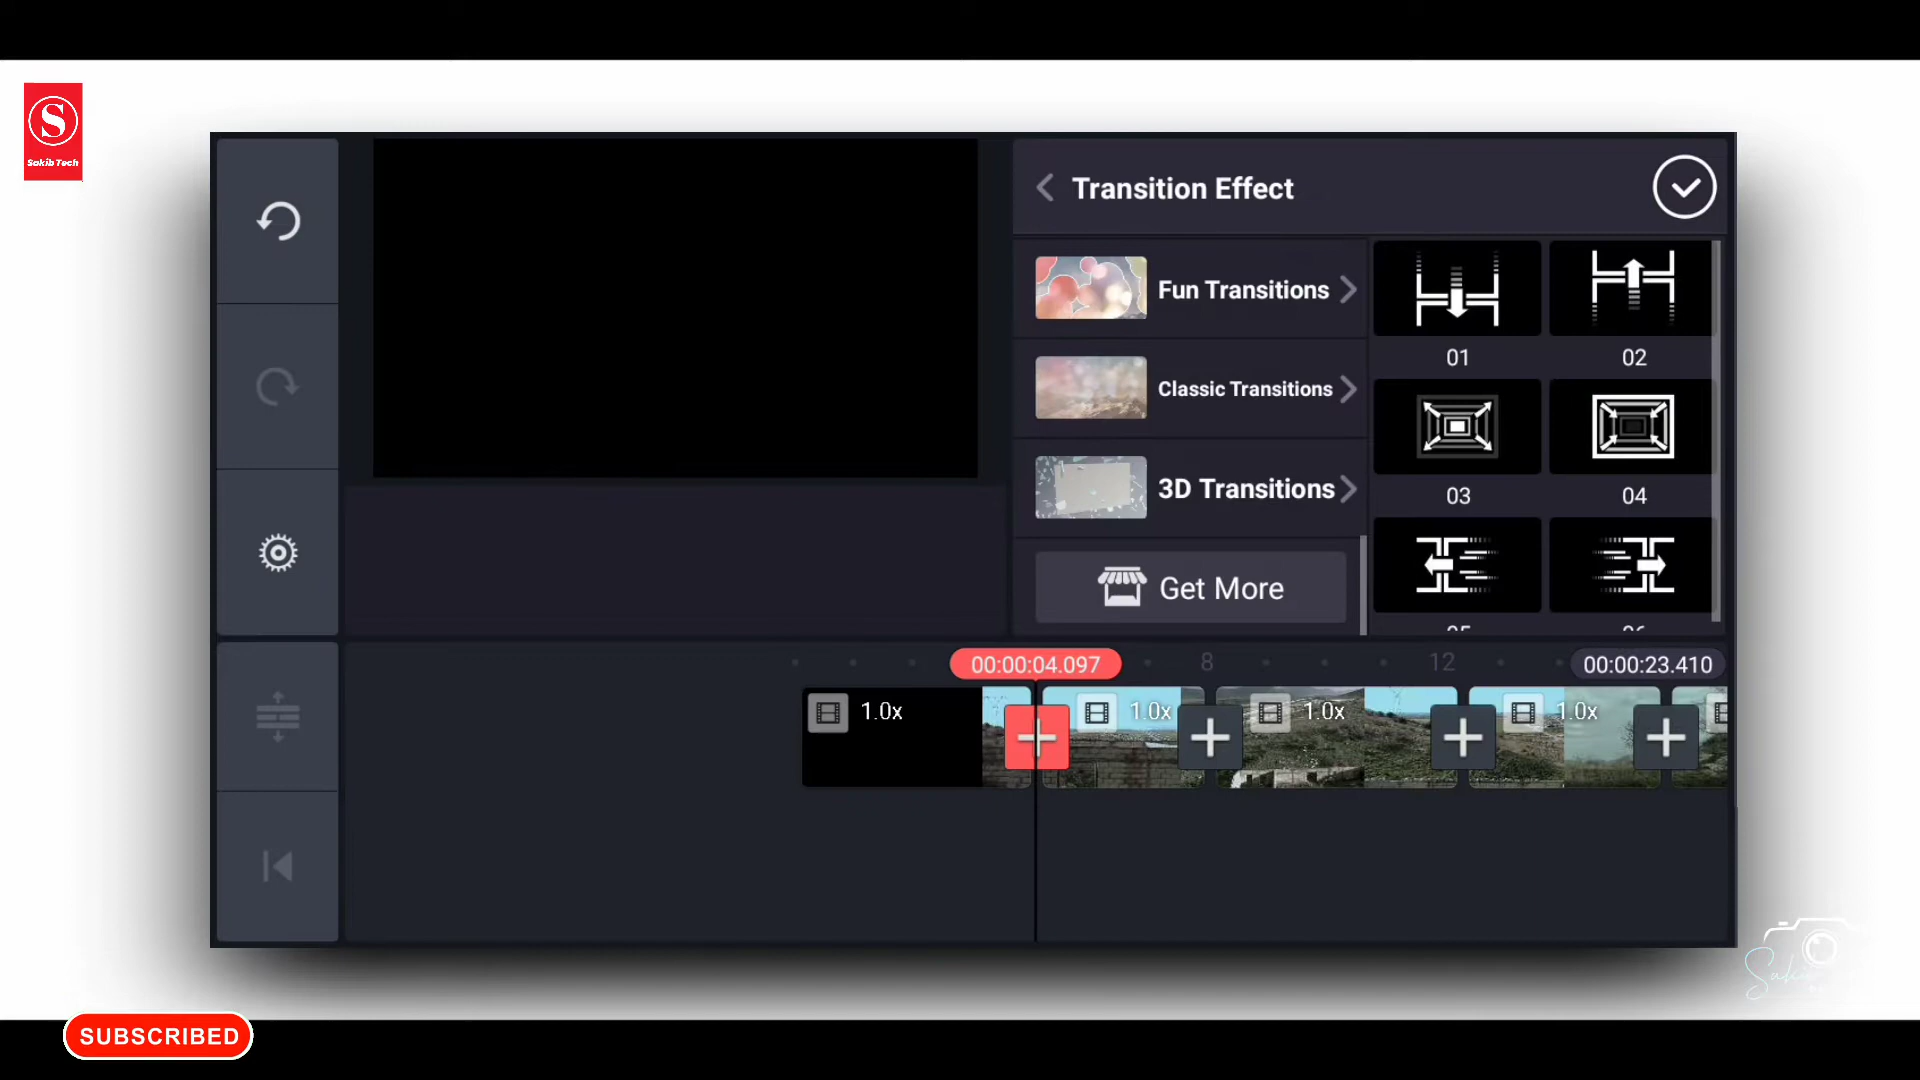 S
Sakib Tech
Transition Effect
Fun Transitions
01
02
Classic Transitions
03
04
3D Transitions
Get More
00:00:04.097
8
12
00:00:23.410
1.0x
1.0x
1.0x
1.0x
SUBSCRIBED